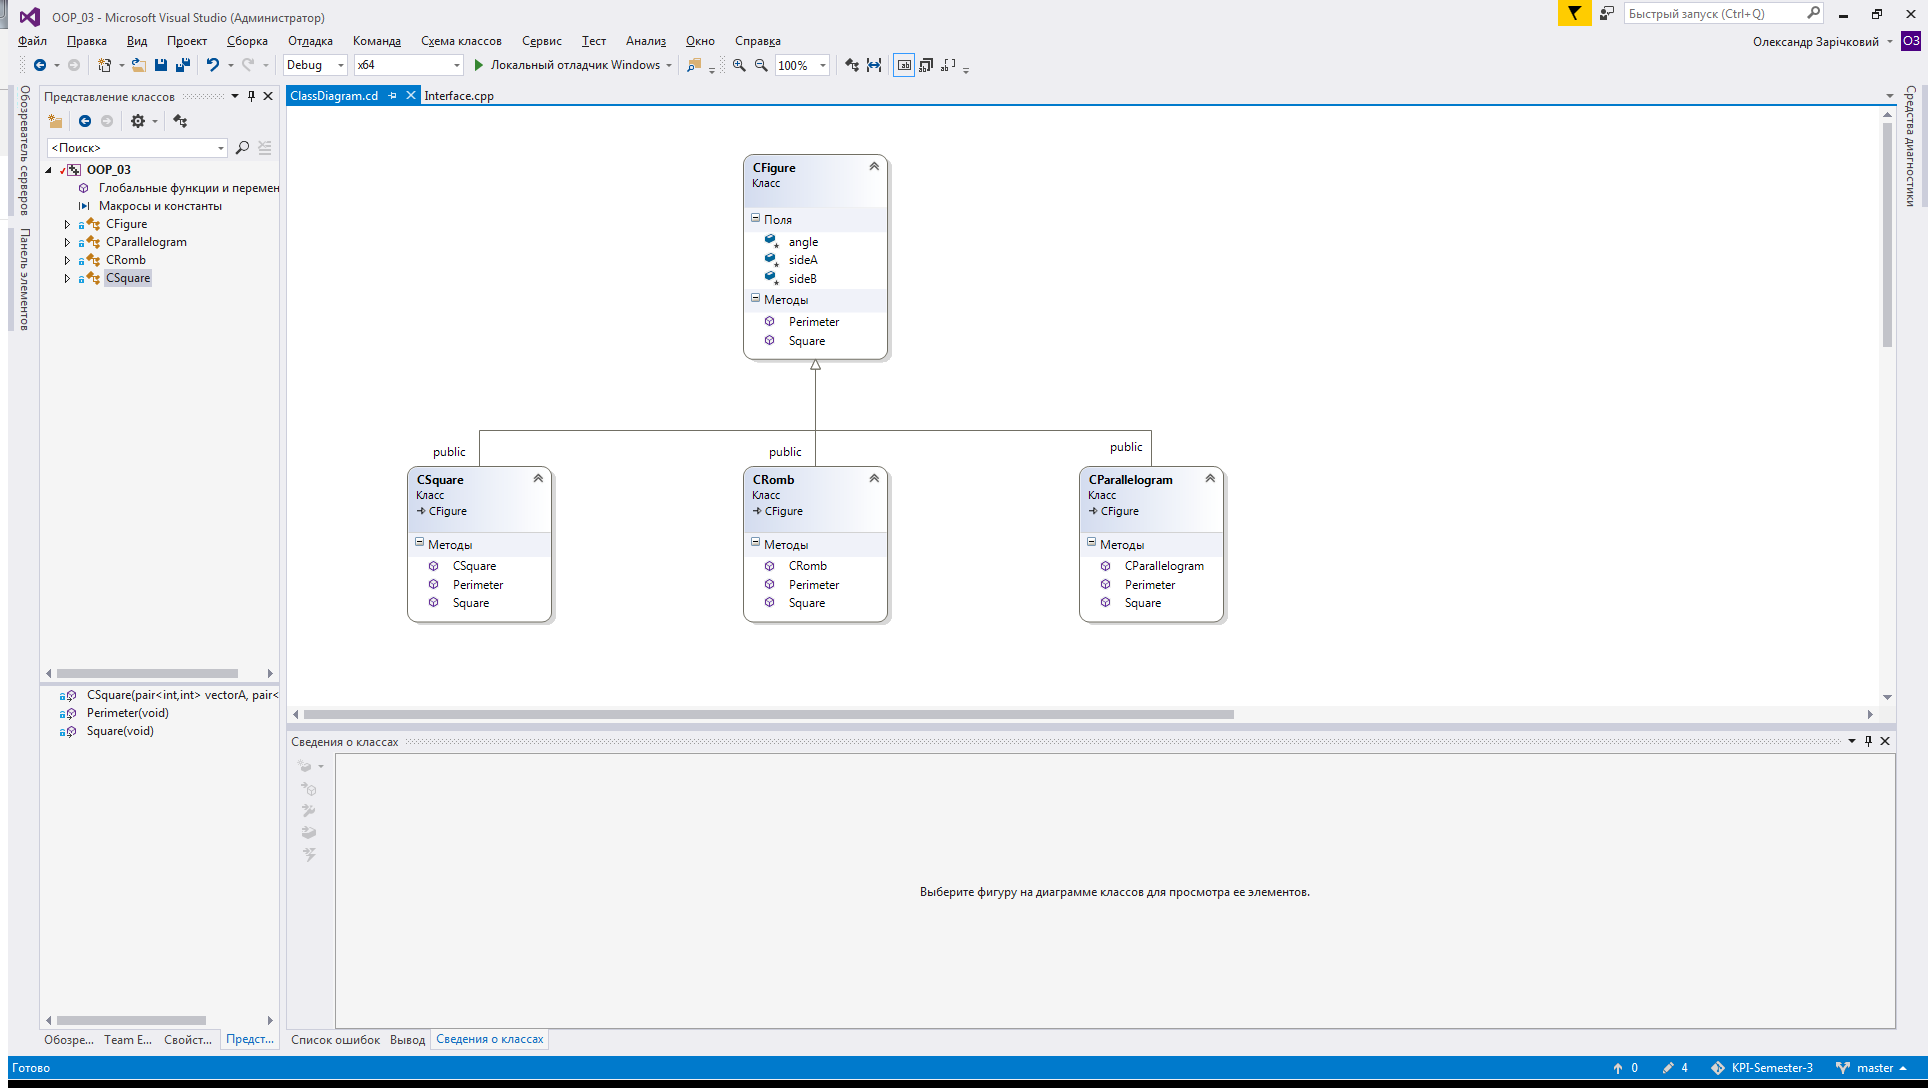 OOP_03 - Microsoft Visual Studio (Администратор)
Быстрый запуск (Ctrl+Q)
Файл Правка Вид Проект Сборка Отладка Команда Схема классов Сервис Тест Анализ Окно Справка
Олександр Зарічковий ОЗ
Debug x64 Локальный отладчик Windows 100%
Обозреватель серверов
Панель элементов
Представление классов
<Поиск>
OOP_03
Глобальные функции и перемен
Макросы и константы
CFigure
CParallelogram
CRomb
CSquare
CSquare(pair<int,int> vectorA, pair<
Perimeter(void)
Square(void)
Обозре... Team E... Свойст... Предст...
ClassDiagram.cd Interface.cpp
CFigure
Класс
Поля
angle
sideA
sideB
Методы
Perimeter
Square
public
public
public
CSquare
Класс
CFigure
Методы
CSquare
Perimeter
Square
CRomb
Класс
CFigure
Методы
CRomb
Perimeter
Square
CParallelogram
Класс
CFigure
Методы
CParallelogram
Perimeter
Square
Средства диагностики
Сведения о классах
Выберите фигуру на диаграмме классов для просмотра ее элементов.
Список ошибок Вывод Сведения о классах
Готово
0 4 KPI-Semester-3 master